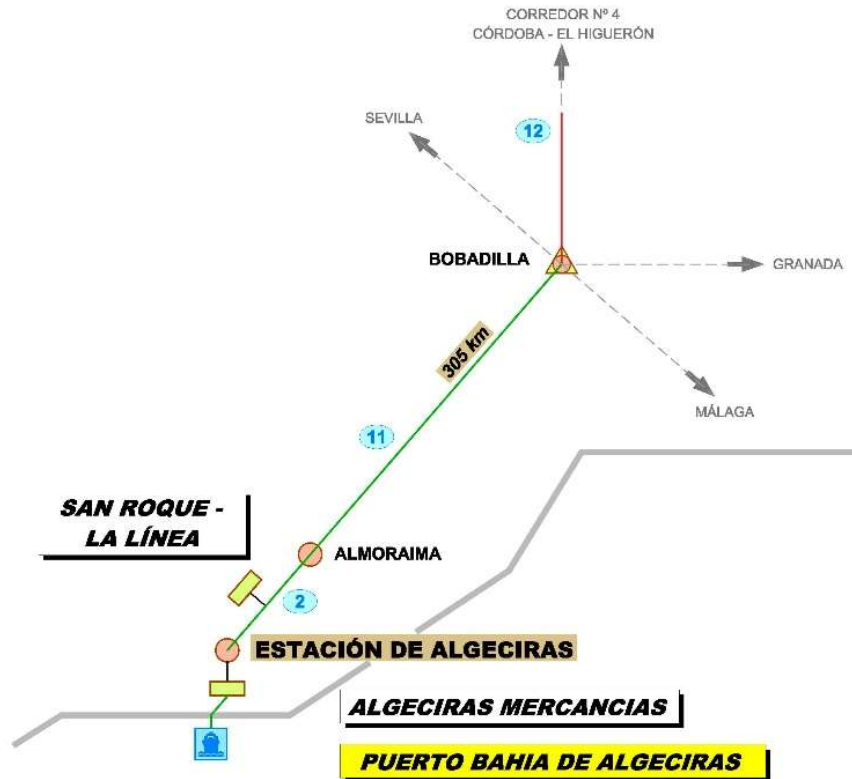 CORREDOR Nº 4
CÓRDOBA - EL HIGUERÓN
SEVILLA
12
BOBADILLA
GRANADA
305 km
MÁLAGA
11
SAN ROQUE -
LA LÍNEA
ALMORAIMA
2
ESTACIÓN DE ALGECIRAS
ALGECIRAS MERCANCIAS
PUERTO BAHIA DE ALGECIRAS